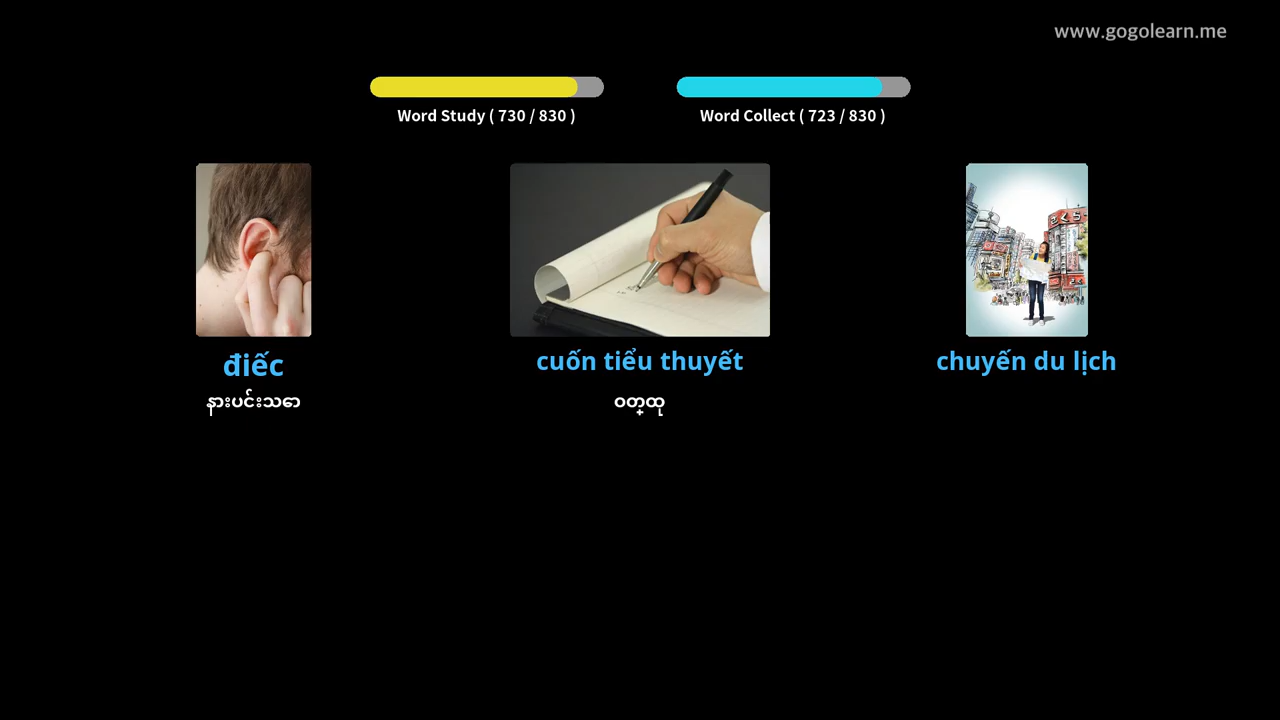 www.gogolearn.me
Word Study ( 730 / 830 )
Word Collect ( 723 / 830 )
điếc
cuốn tiểu thuyết
chuyến du lịch
နားပင်းသော
ဝတ္ထု